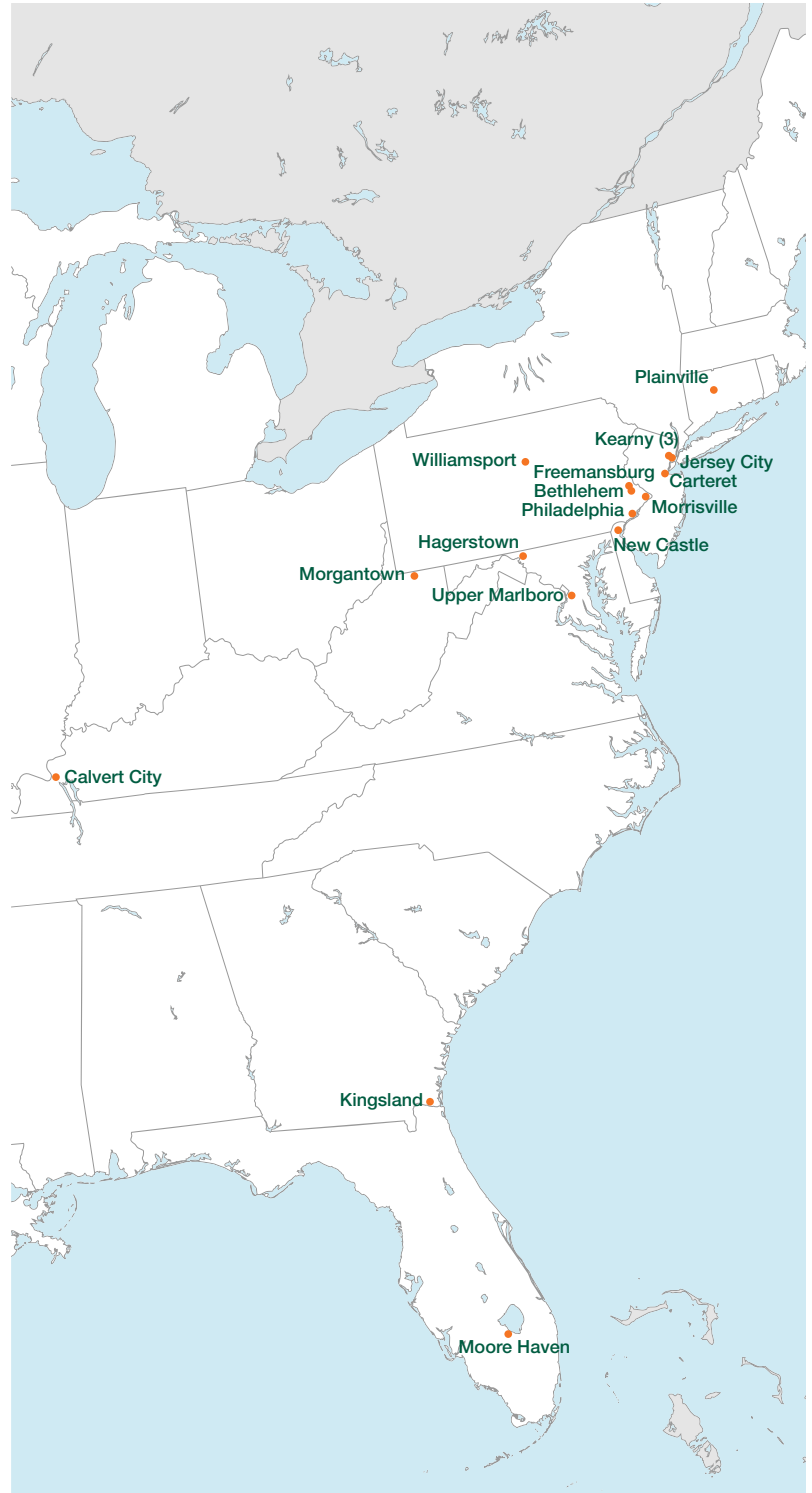 Plainville
Kearny (3)
Williamsport
Jersey City
Freemansburg
Carteret
Bethlehem
Morrisville
Philadelphia
Hagerstown
New Castle
Morgantown
Upper Marlboro
Calvert City
Kingsland
Moore Haven